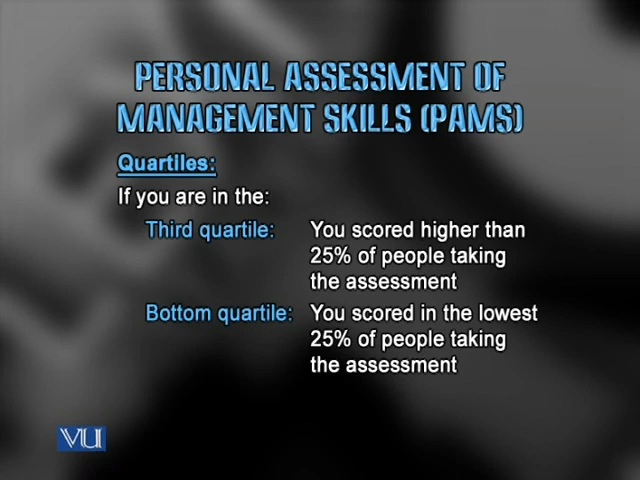 PERSONAL ASSESSMENT OF
MANAGEMENT SKILLS (PAMS)
Quartiles:
If you are in the:
Third quartile: You scored higher than
25% of people taking
the assessment
Bottom quartile: You scored in the lowest
25% of people taking
the assessment
VU